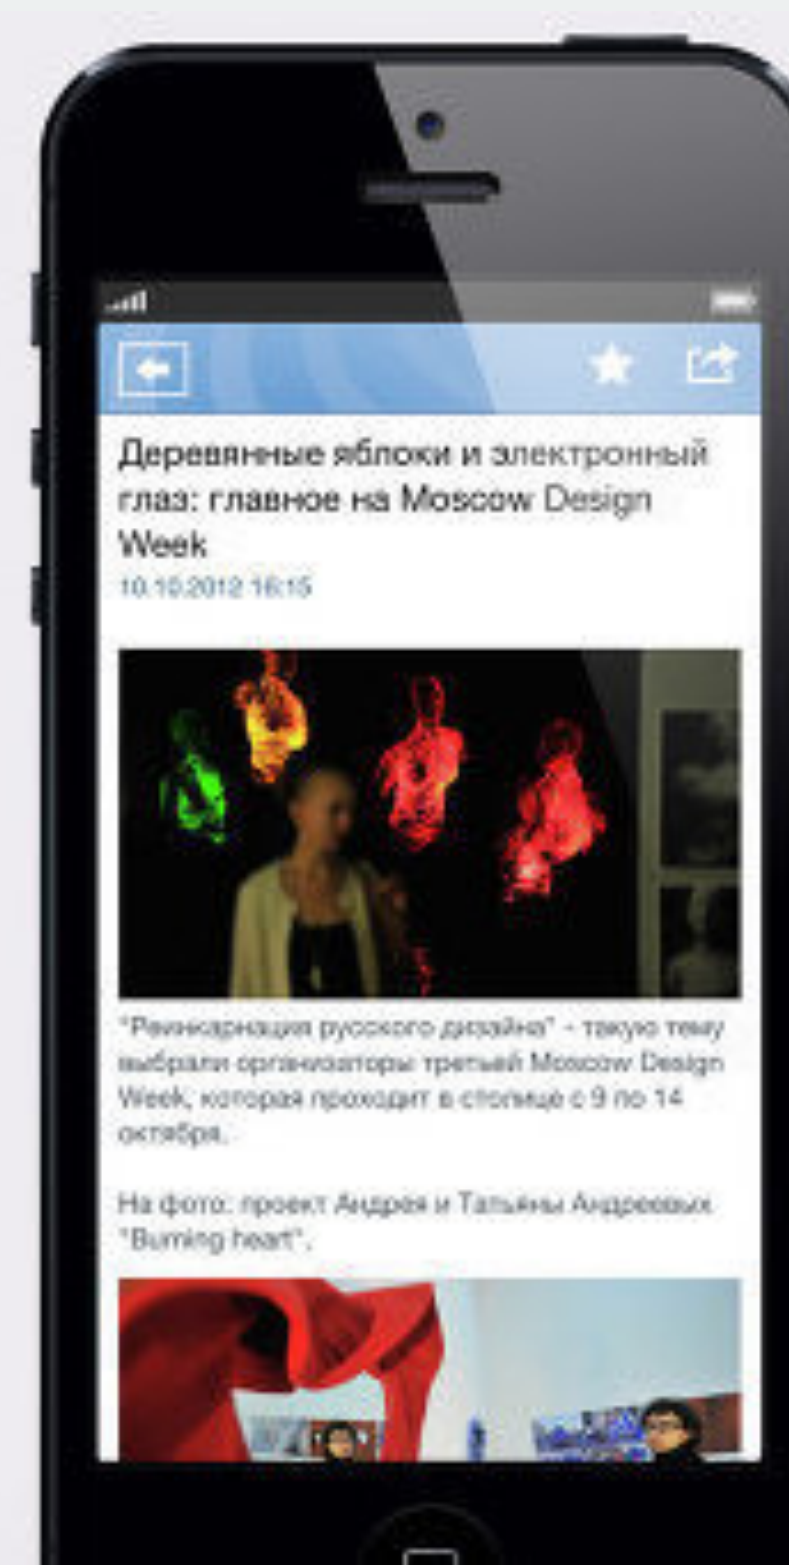 Деревянные яблоки и электронный
глаз: главное на Moscow Design
Week
10.10.2012 16:15
"Реинкарнация русского дизайна" - такую тему
выбрали организаторы третьей Moscow Design
Week, которая проходит в столице с 9 по 14
октября.
На фото: проект Андрея и Татьяны Андреевых
"Burning heart".